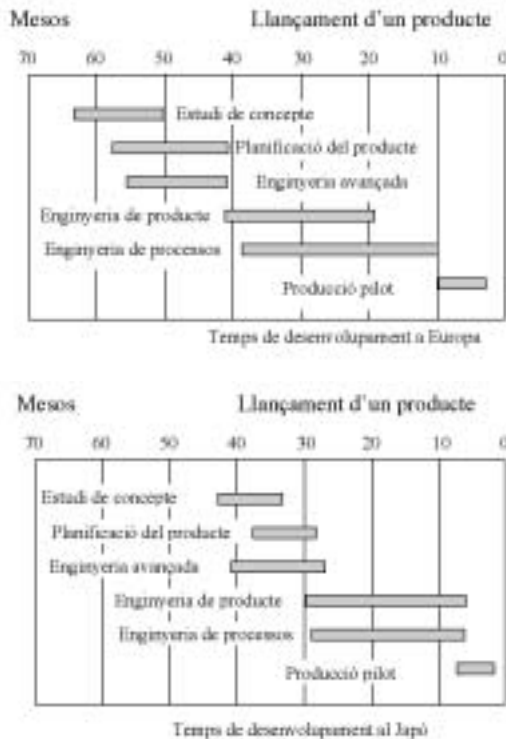 Mesos Llançament d'un producte
70 60 50 40 30 20 10 0
Estudi de concepte
Planificació del producte
Enginyeria avançada
Enginyeria de producte
Enginyeria de processos
Producció pilot
Temps de desenvolupament a Europa
Mesos Llançament d'un producte
70 60 50 40 30 20 10 0
Estudi de concepte
Planificació del producte
Enginyeria avançada
Enginyeria de producte
Enginyeria de processos
Producció pilot
Temps de desenvolupament al Japó